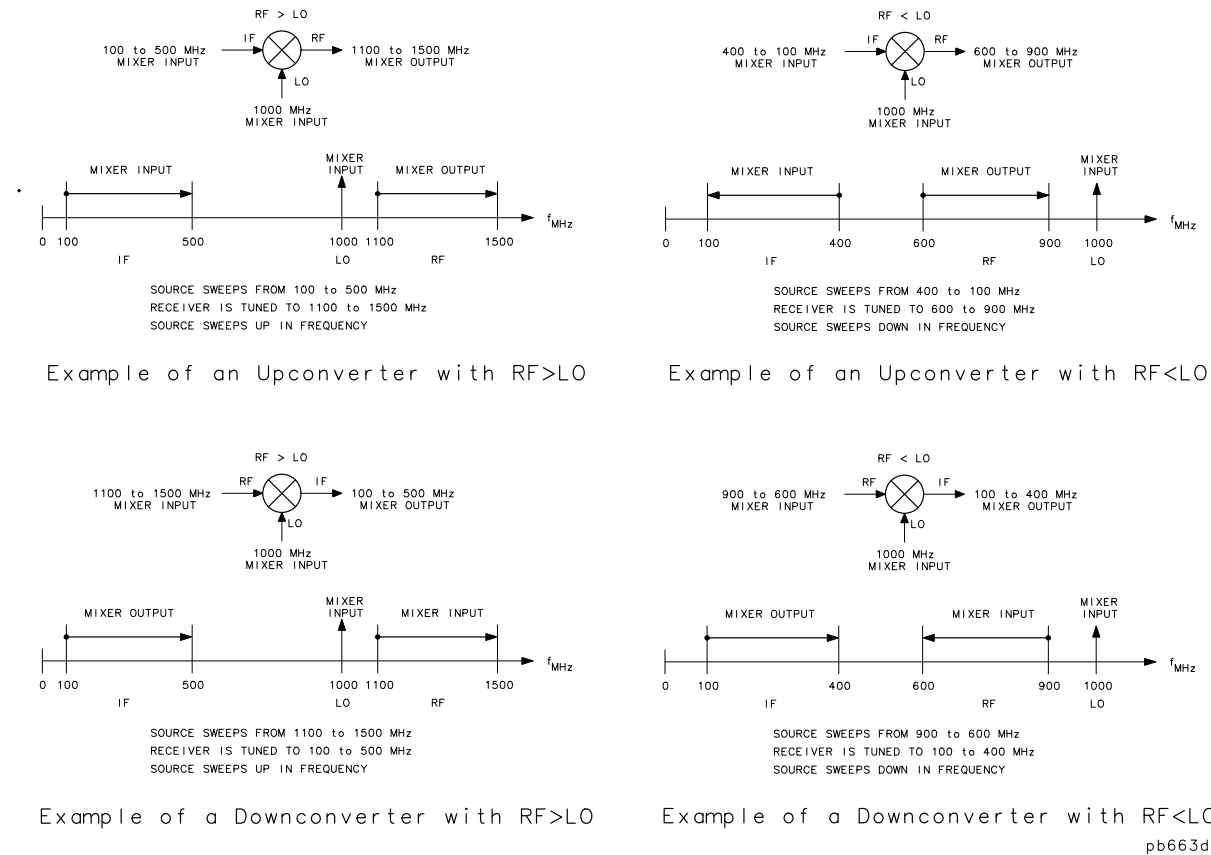 RF > LO
IF
RF
100 to 500 MHz
MIXER INPUT
1100 to 1500 MHz
MIXER OUTPUT
LO
1000 MHz
MIXER INPUT
MIXER INPUT
MIXER
INPUT
MIXER OUTPUT
fMHz
0 100 500 1000 1100 1500
IF LO RF
SOURCE SWEEPS FROM 100 to 500 MHz
RECEIVER IS TUNED TO 1100 to 1500 MHz
SOURCE SWEEPS UP IN FREQUENCY
Example of an Upconverter with RF>LO
RF < LO
IF
RF
400 to 100 MHz
MIXER INPUT
600 to 900 MHz
MIXER OUTPUT
LO
1000 MHz
MIXER INPUT
MIXER INPUT
MIXER OUTPUT
MIXER
INPUT
fMHz
0 100 400 600 900 1000
IF RF LO
SOURCE SWEEPS FROM 400 to 100 MHz
RECEIVER IS TUNED TO 600 to 900 MHz
SOURCE SWEEPS DOWN IN FREQUENCY
Example of an Upconverter with RF<LO
RF > LO
RF
IF
1100 to 1500 MHz
MIXER INPUT
100 to 500 MHz
MIXER OUTPUT
LO
1000 MHz
MIXER INPUT
MIXER OUTPUT
MIXER
INPUT
MIXER INPUT
fMHz
0 100 500 1000 1100 1500
IF LO RF
SOURCE SWEEPS FROM 1100 to 1500 MHz
RECEIVER IS TUNED TO 100 to 500 MHz
SOURCE SWEEPS UP IN FREQUENCY
Example of a Downconverter with RF>LO
RF < LO
RF
IF
900 to 600 MHz
MIXER INPUT
100 to 400 MHz
MIXER OUTPUT
LO
1000 MHz
MIXER INPUT
MIXER OUTPUT
MIXER INPUT
MIXER
INPUT
fMHz
0 100 400 600 900 1000
IF RF LO
SOURCE SWEEPS FROM 900 to 600 MHz
RECEIVER IS TUNED TO 100 to 400 MHz
SOURCE SWEEPS DOWN IN FREQUENCY
Example of a Downconverter with RF<LO
pb663d